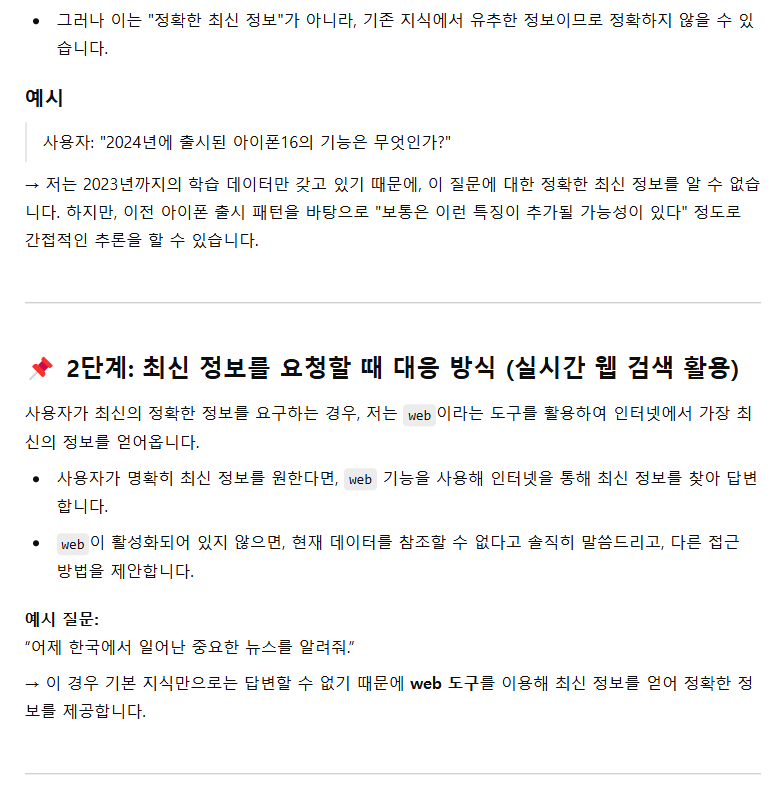 그러나 이는 "정확한 최신 정보"가 아니라, 기존 지식에서 유추한 정보이므로 정확하지 않을 수 있
습니다.
예시
사용자: "2024년에 출시된 아이폰16의 기능은 무엇인가?"
→ 저는 2023년까지의 학습 데이터만 갖고 있기 때문에, 이 질문에 대한 정확한 최신 정보를 알 수 없습
니다. 하지만, 이전 아이폰 출시 패턴을 바탕으로 "보통은 이런 특징이 추가될 가능성이 있다" 정도로
간접적인 추론을 할 수 있습니다.
📌 2단계: 최신 정보를 요청할 때 대응 방식 (실시간 웹 검색 활용)
사용자가 최신의 정확한 정보를 요구하는 경우, 저는 web이라는 도구를 활용하여 인터넷에서 가장 최
신의 정보를 얻어옵니다.
사용자가 명확히 최신 정보를 원한다면, web 기능을 사용해 인터넷을 통해 최신 정보를 찾아 답변
합니다.
web이 활성화되어 있지 않으면, 현재 데이터를 참조할 수 없다고 솔직히 말씀드리고, 다른 접근
방법을 제안합니다.
예시 질문:
“어제 한국에서 일어난 중요한 뉴스를 알려줘.”
→ 이 경우 기본 지식만으로는 답변할 수 없기 때문에 web 도구를 이용해 최신 정보를 얻어 정확한 정
보를 제공합니다.